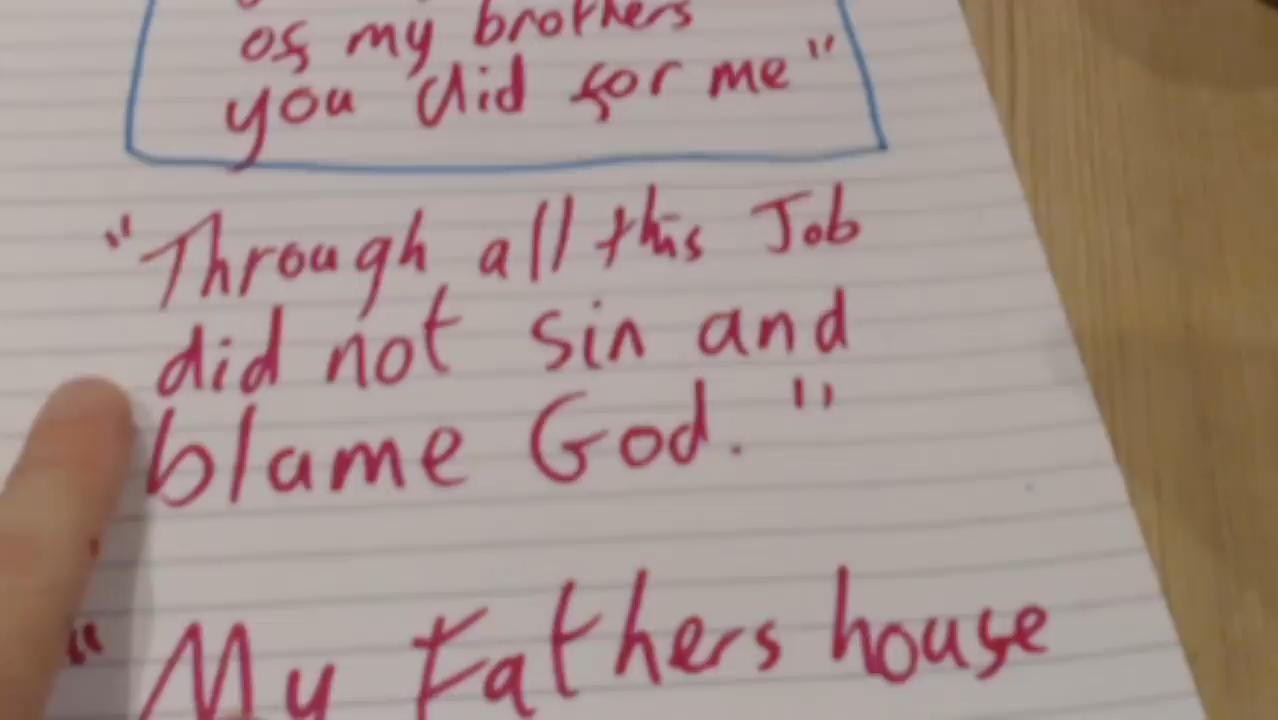 of my brothers
you did for me"
"Through all this Job
did not sin and
blame God."
"My Fathers house